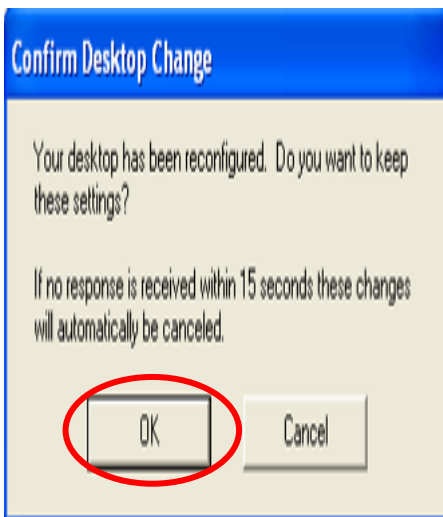 Confirm Desktop Change
Your desktop has been reconfigured.  Do you want to keep
these settings?
If no response is received within 15 seconds these changes
will automatically be canceled.
OK
Cancel